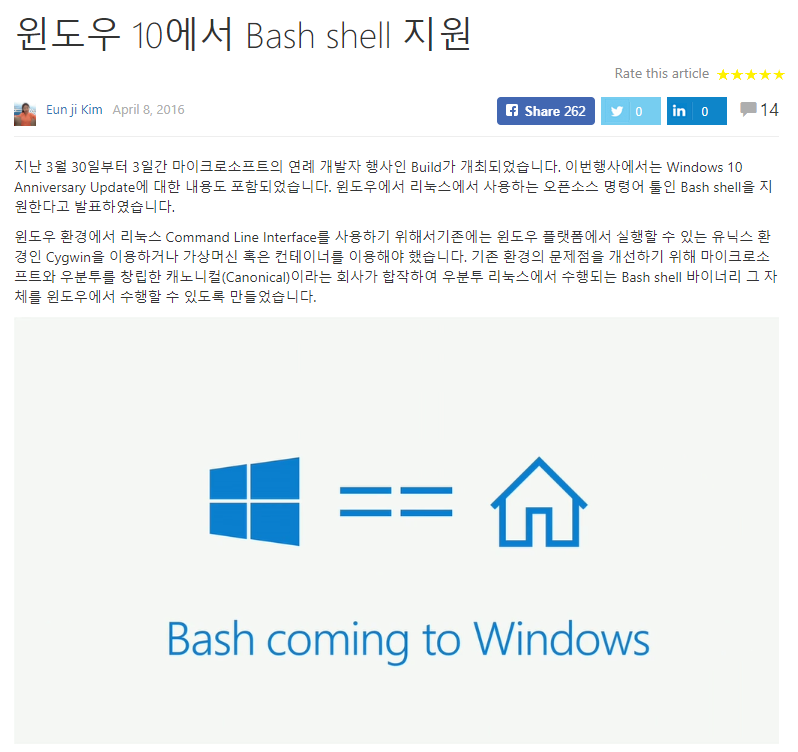 윈도우 10에서 Bash shell 지원
Rate this article ★★★★★
Eun ji Kim April 8, 2016
Share 262
0
in 0
14
지난 3월 30일부터 3일간 마이크로소프트의 연례 개발자 행사인 Build가 개최되었습니다. 이번행사에서는 Windows 10
Anniversary Update에 대한 내용도 포함되었습니다. 윈도우에서 리눅스에서 사용하는 오픈소스 명령어 툴인 Bash shell을 지
원한다고 발표하였습니다.
윈도우 환경에서 리눅스 Command Line Interface를 사용하기 위해서기존에는 윈도우 플랫폼에서 실행할 수 있는 유닉스 환
경인 Cygwin을 이용하거나 가상머신 혹은 컨테이너를 이용해야 했습니다. 기존 환경의 문제점을 개선하기 위해 마이크로소
프트와 우분투를 창립한 캐노니컬(Canonical)이라는 회사가 합작하여 우분투 리눅스에서 수행되는 Bash shell 바이너리 그 자
체를 윈도우에서 수행할 수 있도록 만들었습니다.
==
Bash coming to Windows